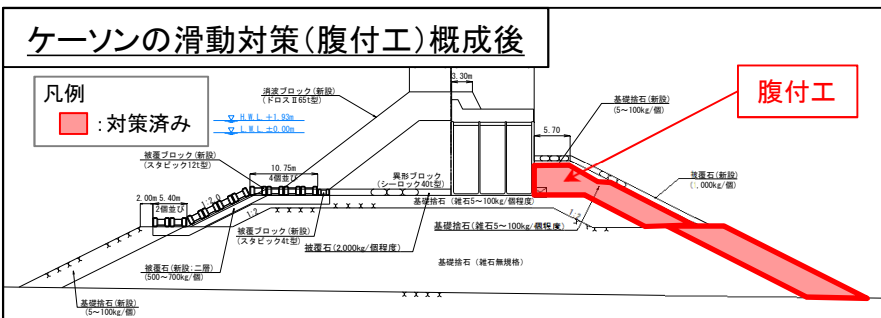 ケーソンの滑動対策(腹付工)概成後
凡例
:対策済み
消波ブロック(新設)
(ドロスⅡ65t型)
H.W.L.+1.93m
L.W.L.±0.00m
3.30m
基礎捨石(新設)
(5～100kg/個)
腹付工
5.70
被覆ブロック(新設)
(スタビック12t型)
10.75m
4個並び
異形ブロック
(シーロック40t型)
被覆石(新設)
000kg/個)
2.00m
5.40m
2個並び
1:2.0
1:2
基礎捨石(雑石5～100kg/個程度)
基礎捨石(雑石5～100kg/個程度)
1:2
被覆ブロック(新設)
(スタビック4t型)
被覆石(2,000kg/個程度)
被覆石(新設:二層)
(500～700kg/個)
基礎捨石(雑石無規格)
基礎捨石(新設)
(5～100kg/個)